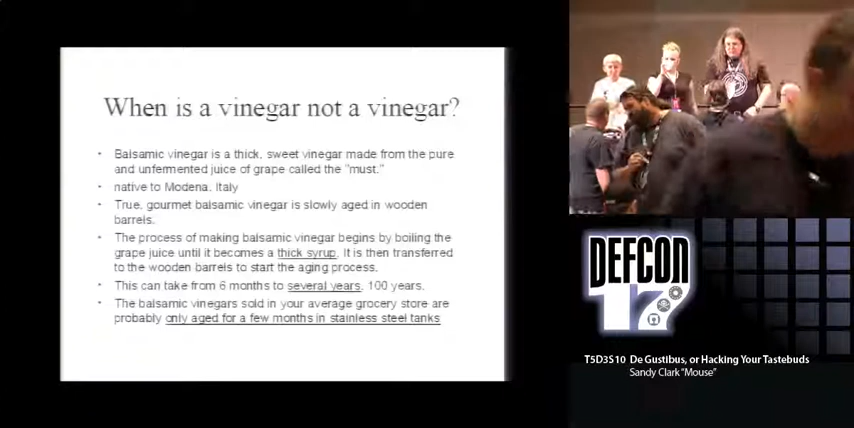 When is a vinegar not a vinegar?
• Balsamic vinegar is a thick, sweet vinegar made from the pure
and unfermented juice of grape called the "must."
• native to Modena, Italy
• True, gourmet balsamic vinegar is slowly aged in wooden
barrels.
• The process of making balsamic vinegar begins by boiling the
grape juice until it becomes a thick syrup. It is then transferred
to the wooden barrels to start the aging process.
• This can take from 6 months to several years, 100 years.
• The balsamic vinegars sold in your average grocery store are
probably only aged for a few months in stainless steel tanks
DEFCON
17
T5D3S10 De Gustibus, or Hacking Your Tastebuds
Sandy Clark "Mouse"